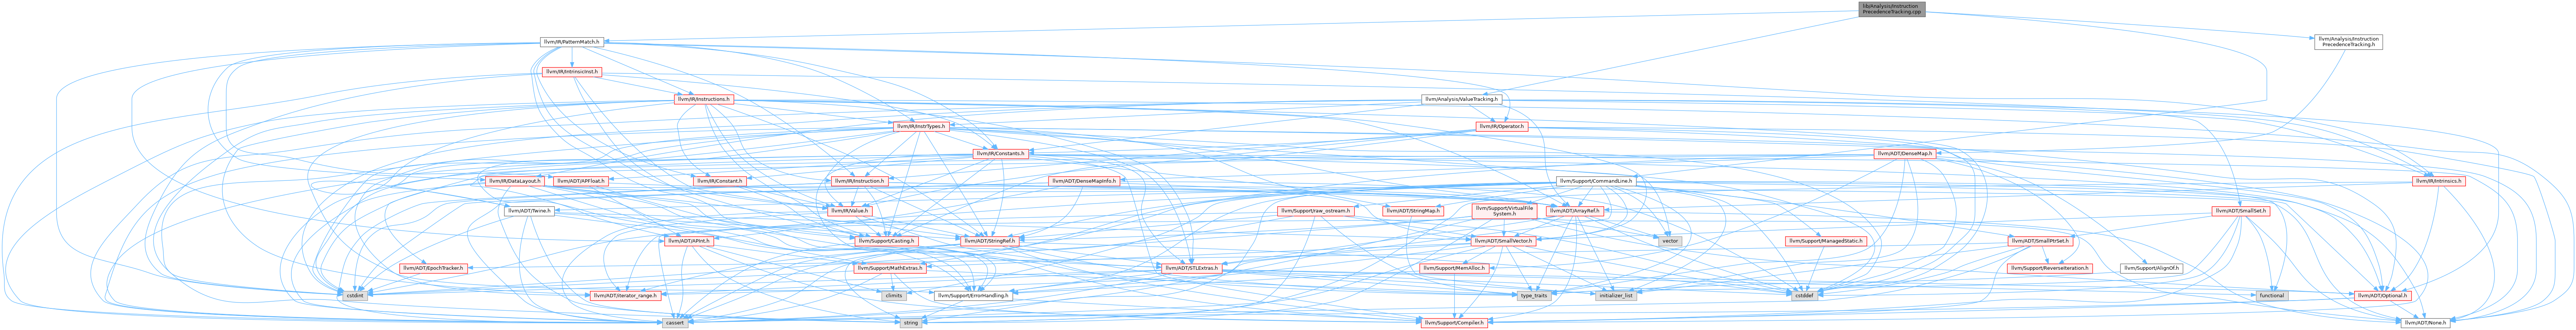 lib/Analysis/Instruction
PrecedenceTracking.cpp
llvm/IR/PatternMatch.h
llvm/Analysis/Instruction
PrecedenceTracking.h
llvm/IR/IntrinsicInst.h
llvm/IR/Instructions.h
llvm/Analysis/ValueTracking.h
llvm/IR/InstrTypes.h
llvm/IR/Operator.h
llvm/IR/Constants.h
llvm/ADT/DenseMap.h
llvm/IR/DataLayout.h
llvm/ADT/APFloat.h
llvm/IR/Constant.h
llvm/IR/Instruction.h
llvm/ADT/DenseMapInfo.h
llvm/Support/CommandLine.h
llvm/IR/Intrinsics.h
llvm/ADT/Twine.h
llvm/IR/Value.h
llvm/Support/raw_ostream.h
llvm/ADT/StringMap.h
llvm/Support/VirtualFile
System.h
llvm/ADT/ArrayRef.h
llvm/ADT/SmallSet.h
llvm/ADT/APInt.h
llvm/Support/Casting.h
llvm/ADT/StringRef.h
llvm/ADT/SmallVector.h
vector
llvm/Support/ManagedStatic.h
llvm/ADT/SmallPtrSet.h
llvm/ADT/EpochTracker.h
llvm/Support/MathExtras.h
llvm/ADT/STLExtras.h
llvm/Support/MemAlloc.h
llvm/Support/ReverseIteration.h
llvm/Support/AlignOf.h
cstdint
llvm/ADT/iterator_range.h
climits
llvm/Support/ErrorHandling.h
type_traits
initializer_list
cstddef
functional
llvm/ADT/Optional.h
cassert
string
llvm/Support/Compiler.h
llvm/ADT/None.h